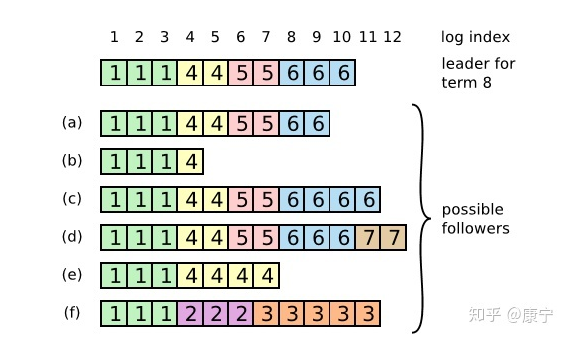 1 2 3 4 5 6 7 8 9 10 11 12 log index
1 1 1 4 4 5 5 6 6 6 leader for
term 8
(a) 1 1 1 4 4 5 5 6 6
(b) 1 1 1 4
(c) 1 1 1 4 4 5 5 6 6 6 6
(d) 1 1 1 4 4 5 5 6 6 6 7 7
possible
followers
(e) 1 1 1 4 4 4 4
(f) 1 1 1 2 2 2 3 3 3 3 3
知乎 @康宁